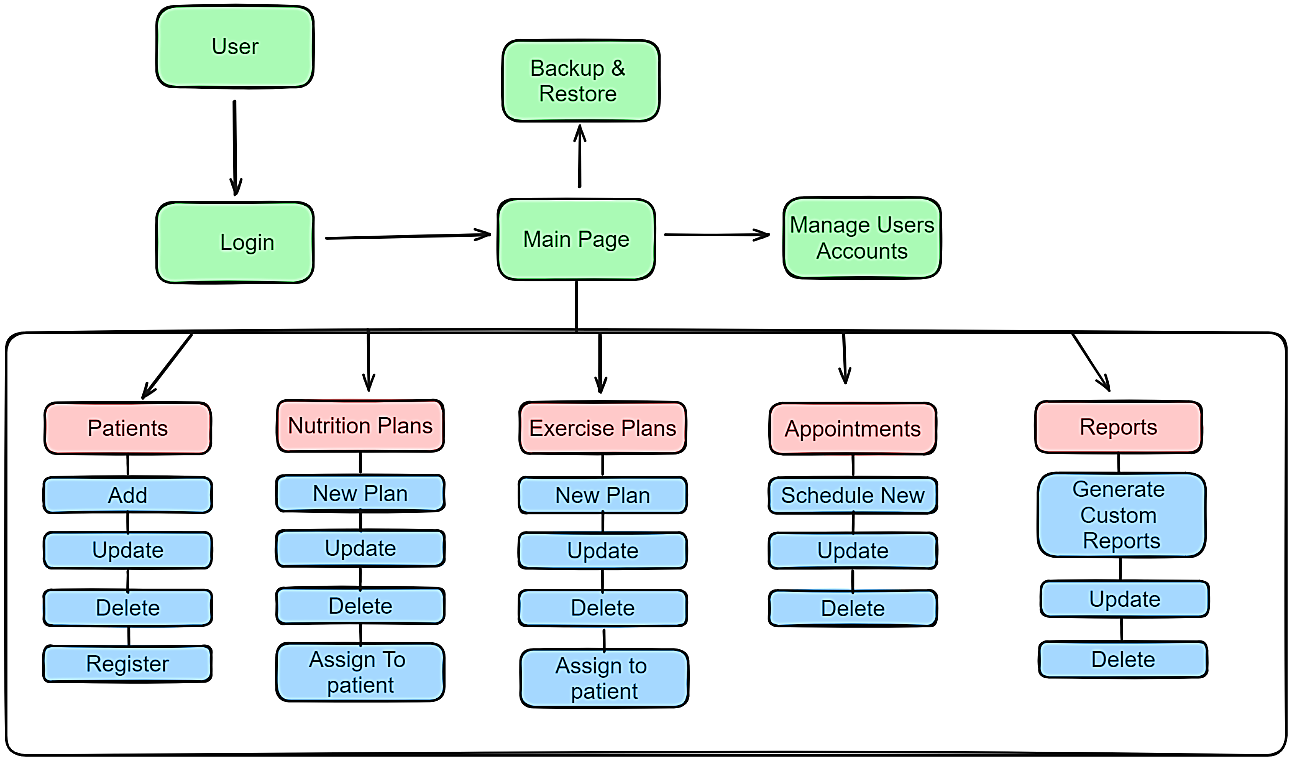 User
Backup &
Restore
Login
Main Page
Manage Users
Accounts
Patients
Add
Update
Delete
Register
Nutrition Plans
New Plan
Update
Delete
Assign To
patient
Exercise Plans
New Plan
Update
Delete
Assign to
patient
Appointments
Schedule New
Update
Delete
Reports
Generate
Custom
Reports
Update
Delete